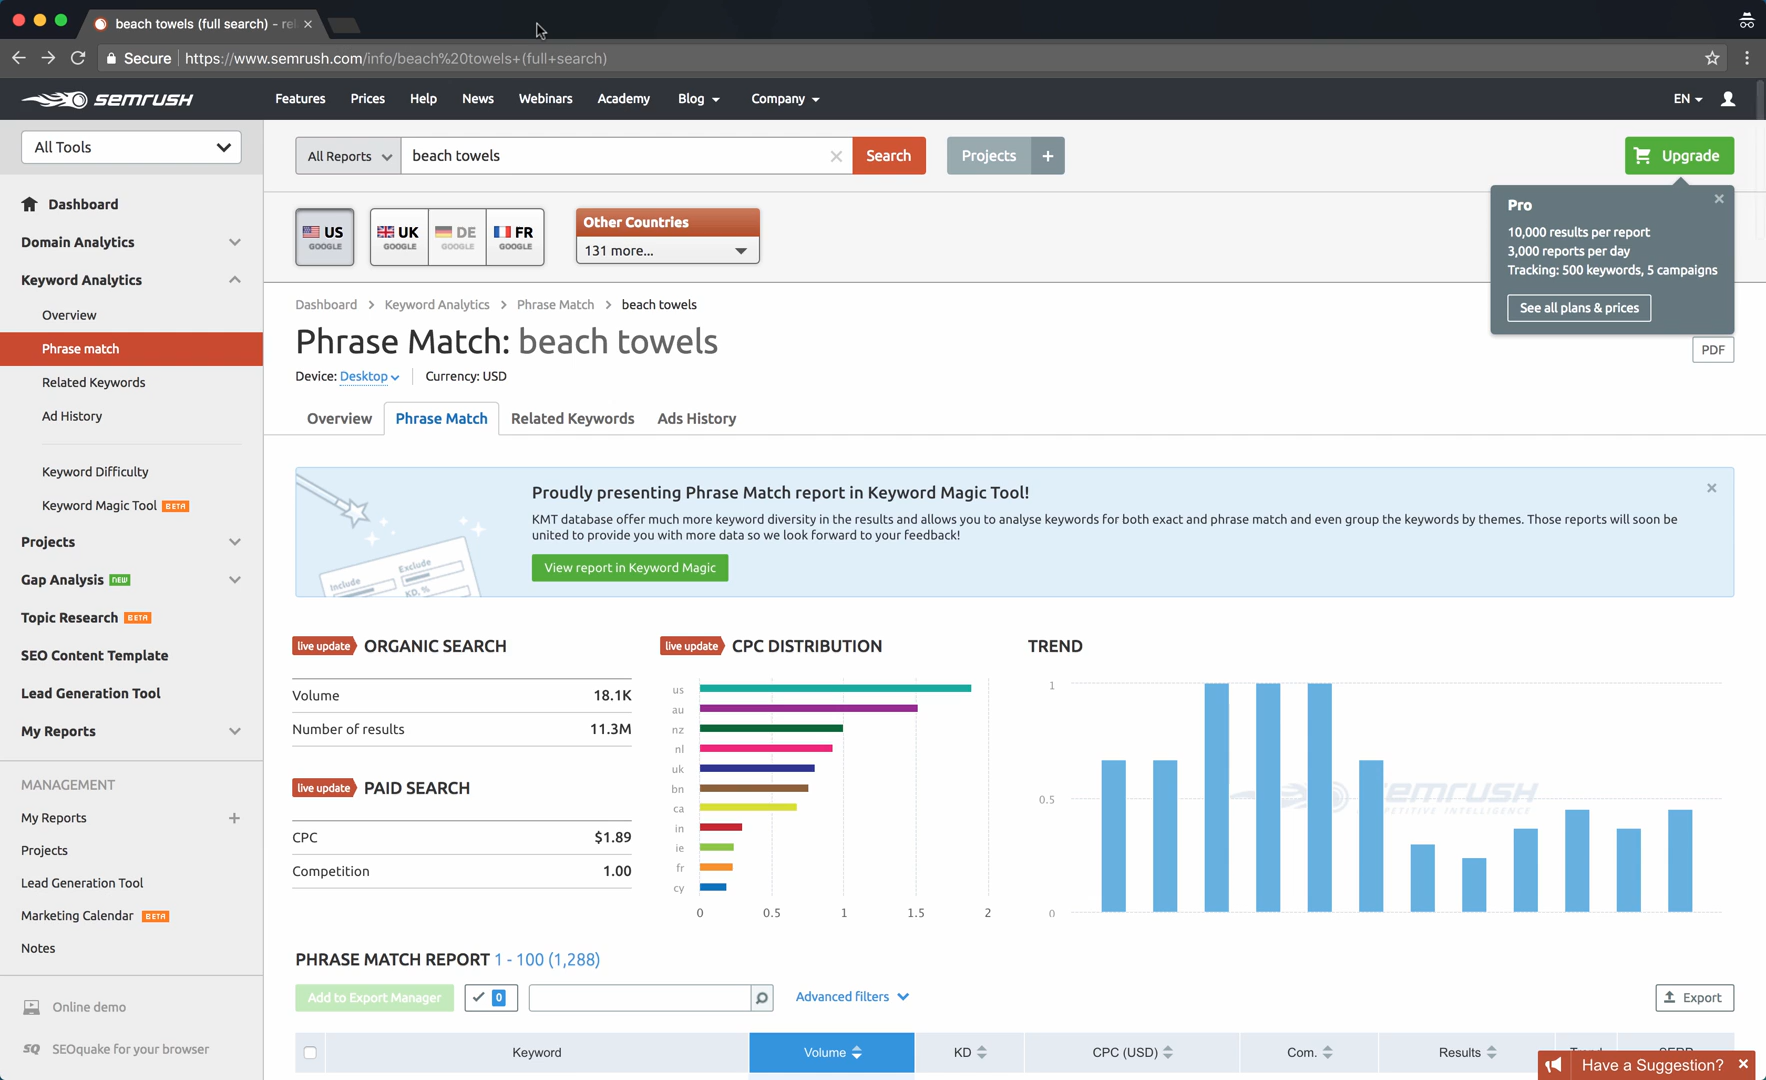 beach towels (full search) - re
Secure
https://www.semrush.com/info/beach%20towels+(full+search)
semrush
Features
Prices
Help
News
Webinars
Academy
Blog
Company
EN
All Tools
All Reports
beach towels
Search
Projects
+
Upgrade
Dashboard
Domain Analytics
Keyword Analytics
Overview
Phrase match
Related Keywords
Ad History
Keyword Difficulty
Keyword Magic Tool BETA
Projects
Gap Analysis NEW
Topic Research BETA
SEO Content Template
Lead Generation Tool
My Reports
MANAGEMENT
My Reports
Projects
Lead Generation Tool
Marketing Calendar BETA
Notes
Online demo
SQ SEOquake for your browser
US
GOOGLE
UK
GOOGLE
DE
GOOGLE
FR
GOOGLE
Other Countries
131 more...
Pro
10,000 results per report
3,000 reports per day
Tracking: 500 keywords, 5 campaigns
See all plans & prices
Dashboard > Keyword Analytics > Phrase Match > beach towels
Phrase Match: beach towels
PDF
Device: Desktop
Currency: USD
Overview
Phrase Match
Related Keywords
Ads History
Include
Exclude
KD, %
Proudly presenting Phrase Match report in Keyword Magic Tool!
KMT database offer much more keyword diversity in the results and allows you to analyse keywords for both exact and phrase match and even group the keywords by themes. Those reports will soon be
united to provide you with more data so we look forward to your feedback!
View report in Keyword Magic
live update ORGANIC SEARCH
Volume 18.1K
Number of results 11.3M
live update PAID SEARCH
CPC $1.89
Competition 1.00
live update CPC DISTRIBUTION
us
au
nz
nl
uk
bn
ca
in
ie
fr
cy
0 0.5 1 1.5 2
TREND
1
0.5
0
PHRASE MATCH REPORT 1 - 100 (1,288)
Add to Export Manager
0
Advanced filters
Export
Keyword
Volume
KD
CPC (USD)
Com.
Results
Have a Suggestion?